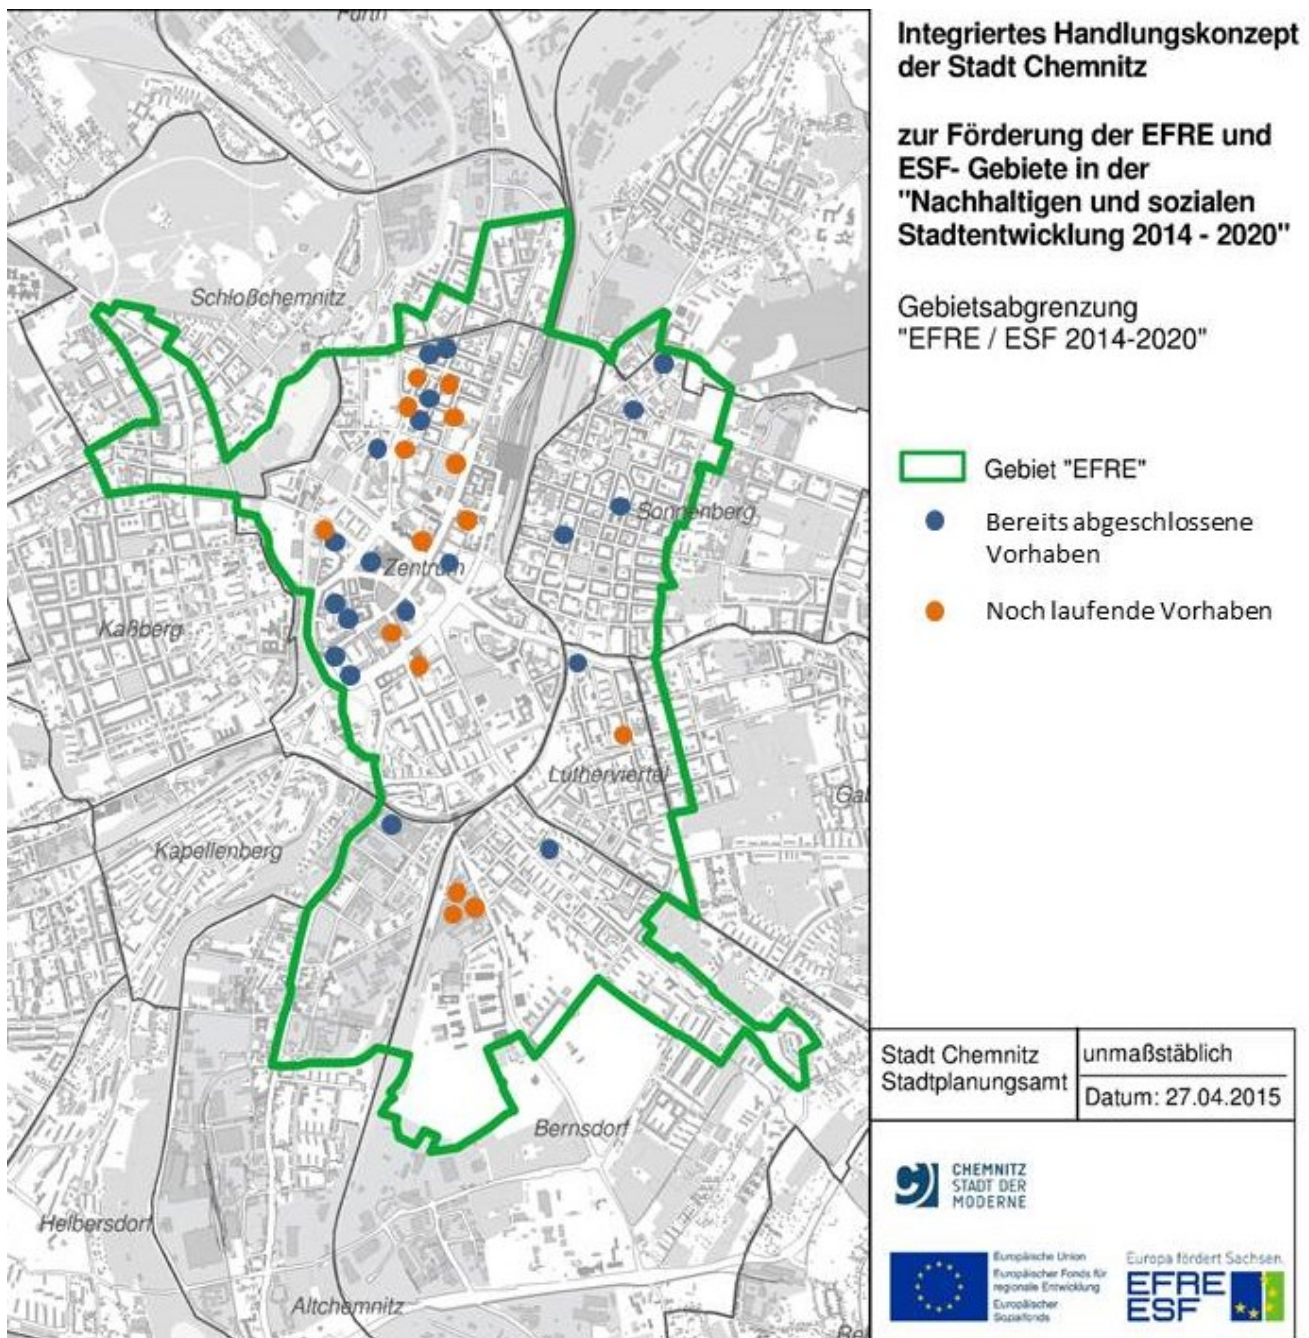 Furth
Schloßchemnitz
Sonnenberg
Zentrum
Kaßberg
Lutherviertel
Kapellenberg
Bernsdorf
Helbersdorf
Altchemnitz
Integriertes Handlungskonzept
der Stadt Chemnitz
zur Förderung der EFRE und
ESF- Gebiete in der
"Nachhaltigen und sozialen
Stadtentwicklung 2014 - 2020"
Gebietsabgrenzung
"EFRE / ESF 2014-2020"
Gebiet "EFRE"
Bereits abgeschlossene
Vorhaben
Noch laufende Vorhaben
Stadt Chemnitz
Stadtplanungsamt
unmaßstäblich
Datum: 27.04.2015
CHEMNITZ
STADT DER
MODERNE
Europäische Union
Europäischer Fonds für
regionale Entwicklung
Europäischer
Sozialfonds
Europa fördert Sachsen.
EFRE
ESF